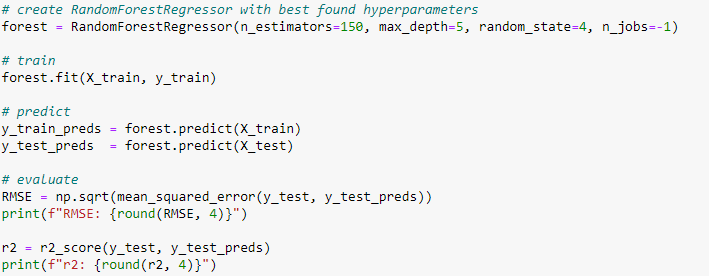 # create RandomForestRegressor with best found hyperparameters
forest = RandomForestRegressor(n_estimators=150, max_depth=5, random_state=4, n_jobs=-1)

# train
forest.fit(X_train, y_train)

# predict
y_train_preds = forest.predict(X_train)
y_test_preds  = forest.predict(X_test)

# evaluate
RMSE = np.sqrt(mean_squared_error(y_test, y_test_preds))
print(f"RMSE: {round(RMSE, 4)}")

r2 = r2_score(y_test, y_test_preds)
print(f"r2: {round(r2, 4)}")